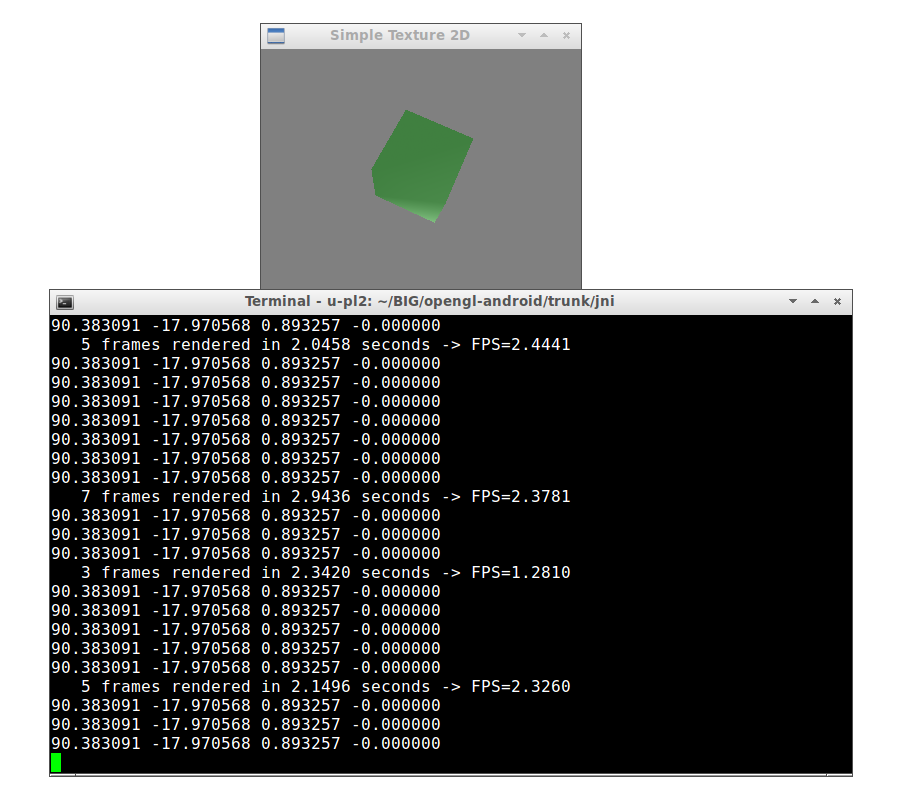 Simple Texture 2D
Terminal - u-pl2: ~/BIG/opengl-android/trunk/jni
90.383091 -17.970568 0.893257 -0.000000
5 frames rendered in 2.0458 seconds -> FPS=2.4441
90.383091 -17.970568 0.893257 -0.000000
90.383091 -17.970568 0.893257 -0.000000
90.383091 -17.970568 0.893257 -0.000000
90.383091 -17.970568 0.893257 -0.000000
90.383091 -17.970568 0.893257 -0.000000
90.383091 -17.970568 0.893257 -0.000000
90.383091 -17.970568 0.893257 -0.000000
7 frames rendered in 2.9436 seconds -> FPS=2.3781
90.383091 -17.970568 0.893257 -0.000000
90.383091 -17.970568 0.893257 -0.000000
90.383091 -17.970568 0.893257 -0.000000
3 frames rendered in 2.3420 seconds -> FPS=1.2810
90.383091 -17.970568 0.893257 -0.000000
90.383091 -17.970568 0.893257 -0.000000
90.383091 -17.970568 0.893257 -0.000000
90.383091 -17.970568 0.893257 -0.000000
90.383091 -17.970568 0.893257 -0.000000
5 frames rendered in 2.1496 seconds -> FPS=2.3260
90.383091 -17.970568 0.893257 -0.000000
90.383091 -17.970568 0.893257 -0.000000
90.383091 -17.970568 0.893257 -0.000000